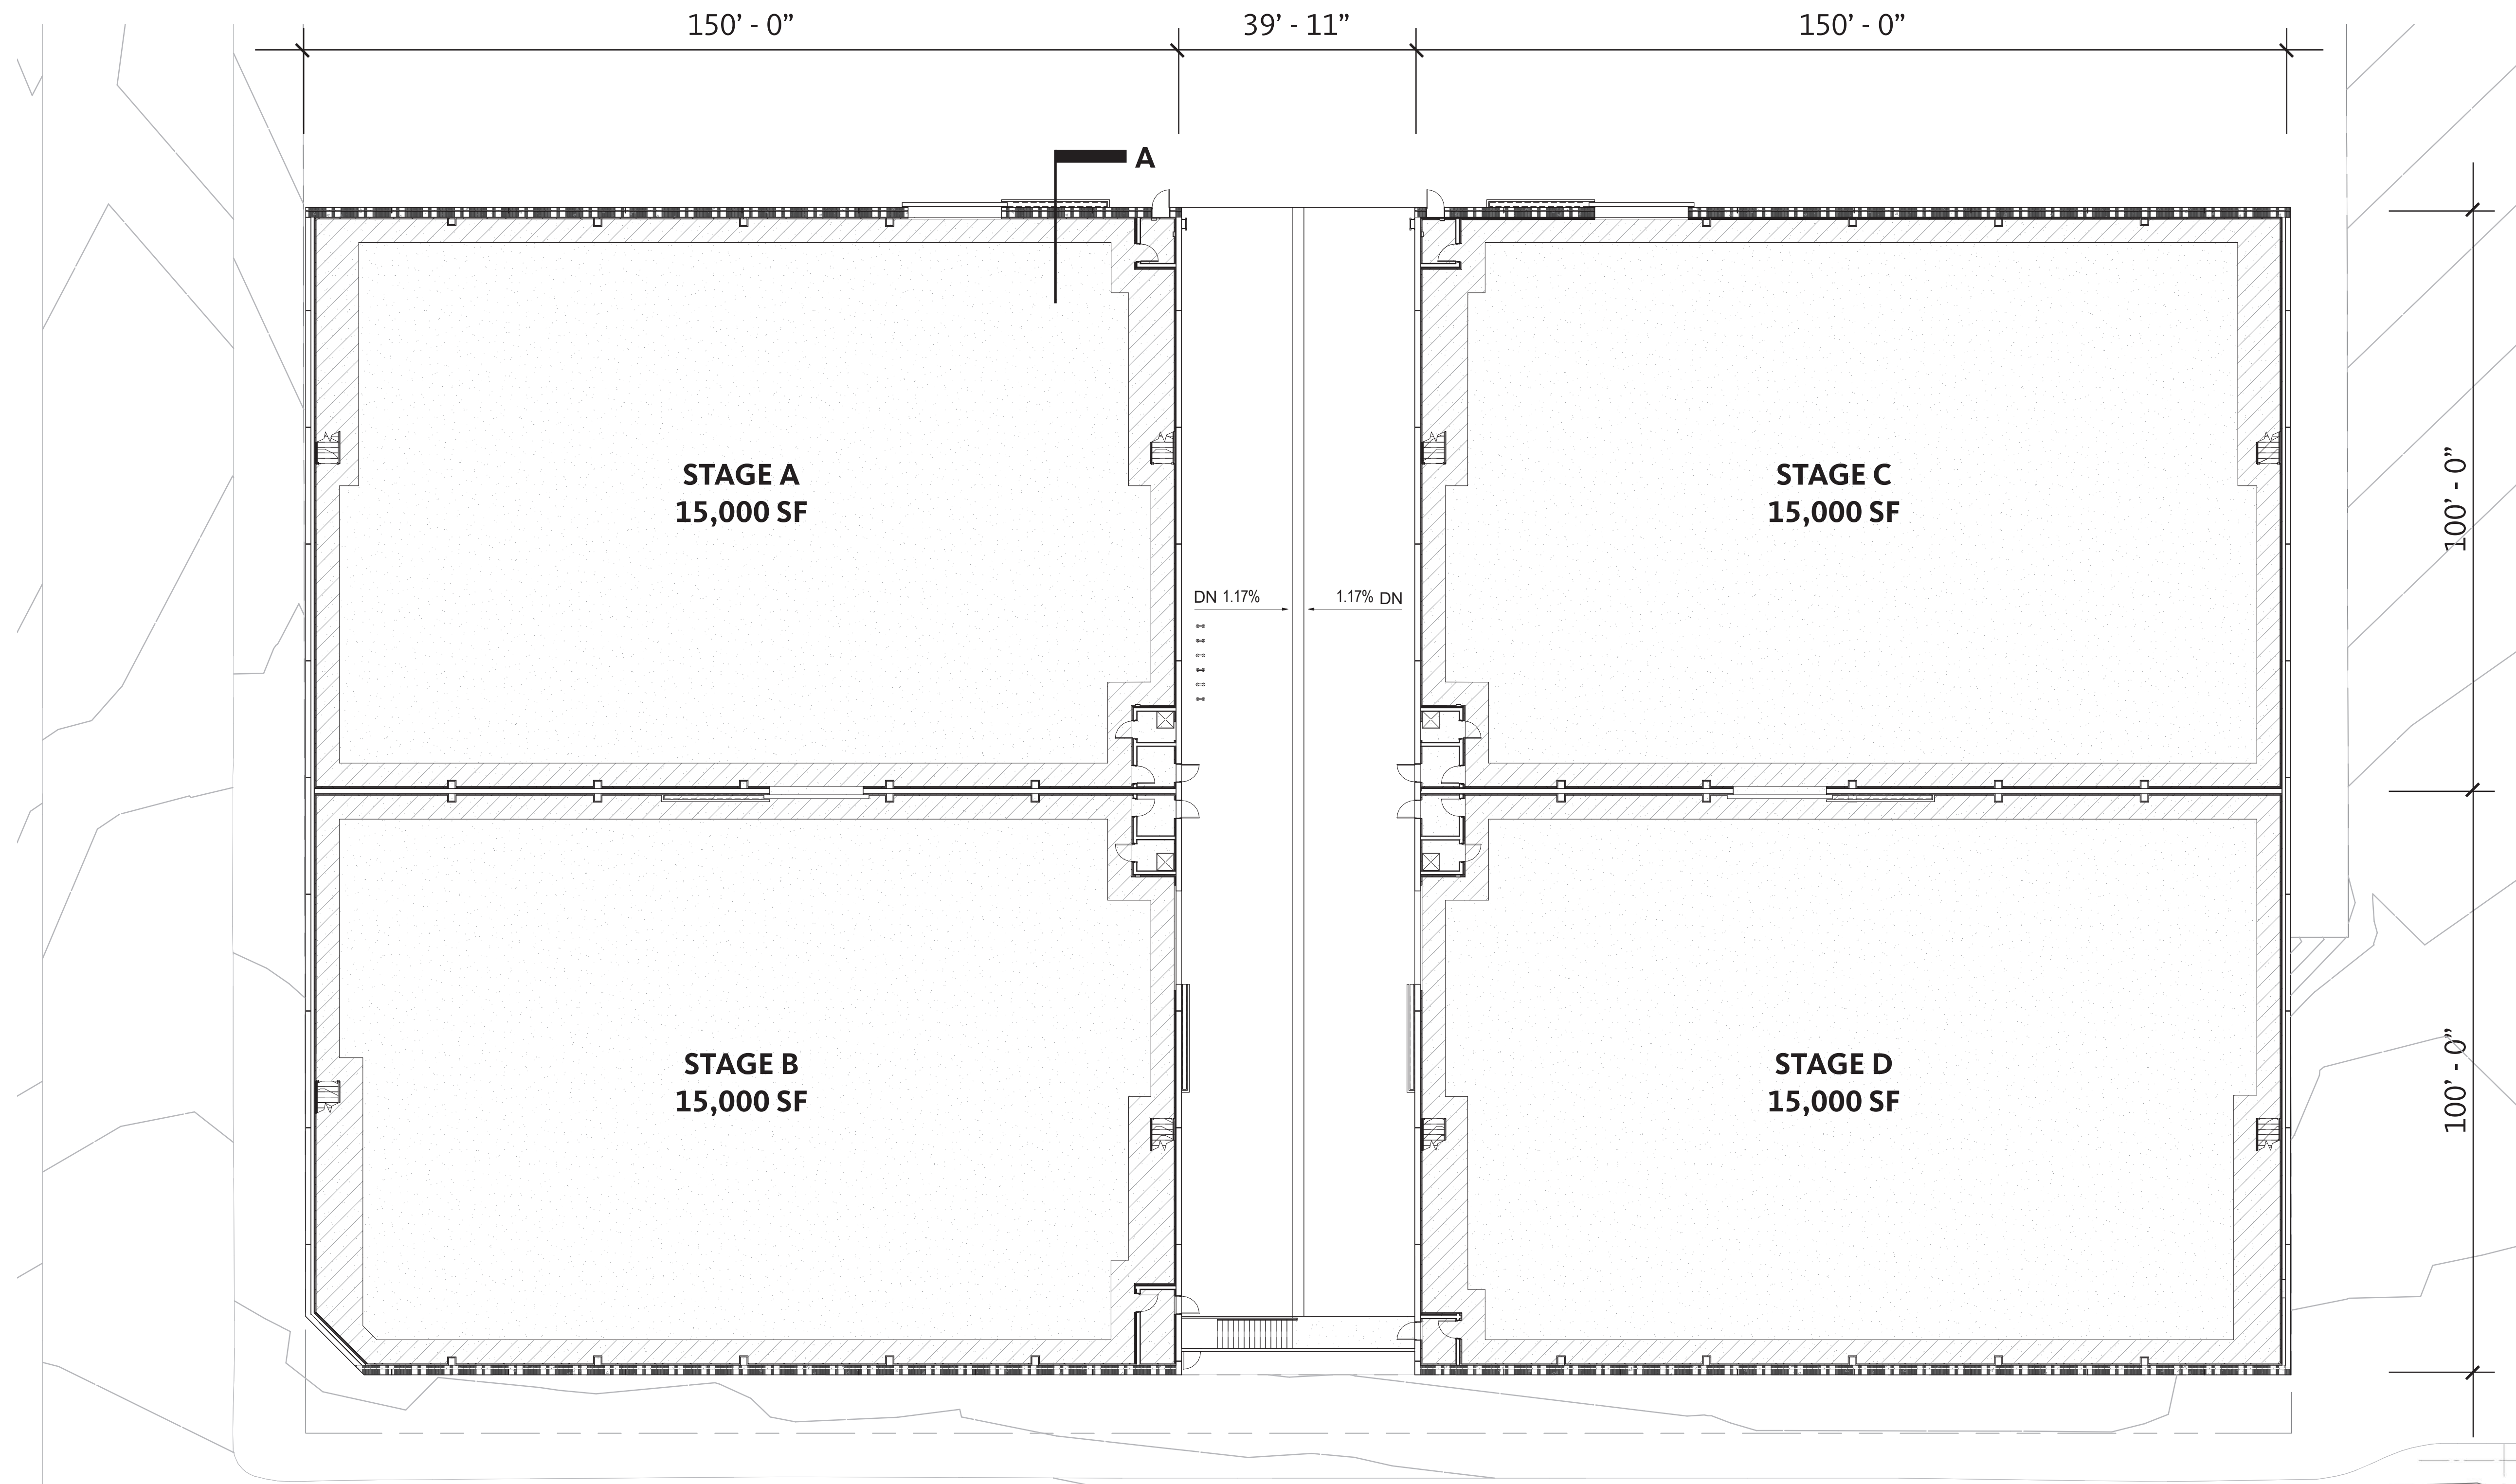 150’ - 0”
39’ - 11”
150’ - 0”
A
STAGE A
15,000 SF
STAGE C
15,000 SF
100’ - 0”
DN 1.17%
1.17% DN
STAGE B
15,000 SF
STAGE D
15,000 SF
100’ - 0”